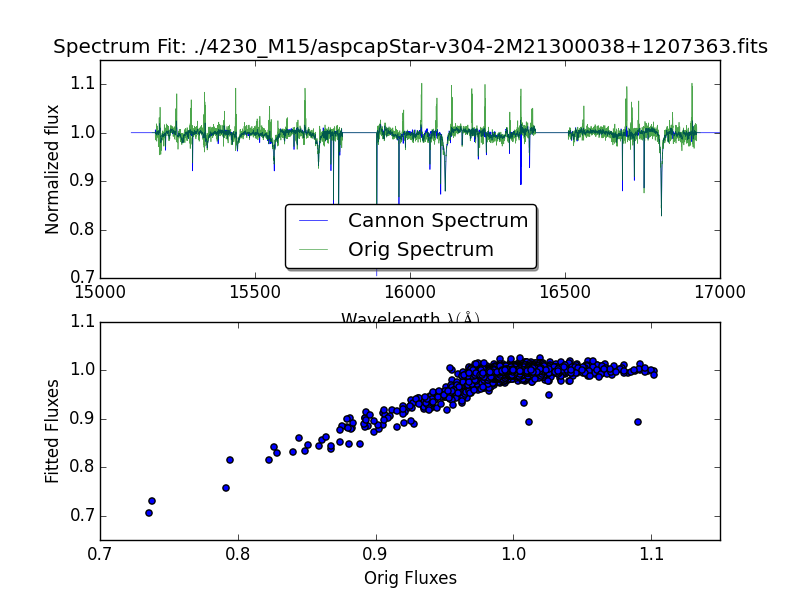 Spectrum Fit: ./4230_M15/aspcapStar-v304-2M21300038+1207363.fits
1.1
1.0
0.9
0.8
0.7
Normalized flux
Cannon Spectrum
Orig Spectrum
15000 15500 16000 16500 17000
Wavelength λ(Å)
1.1
1.0
0.9
0.8
0.7
Fitted Fluxes
0.7 0.8 0.9 1.0 1.1
Orig Fluxes